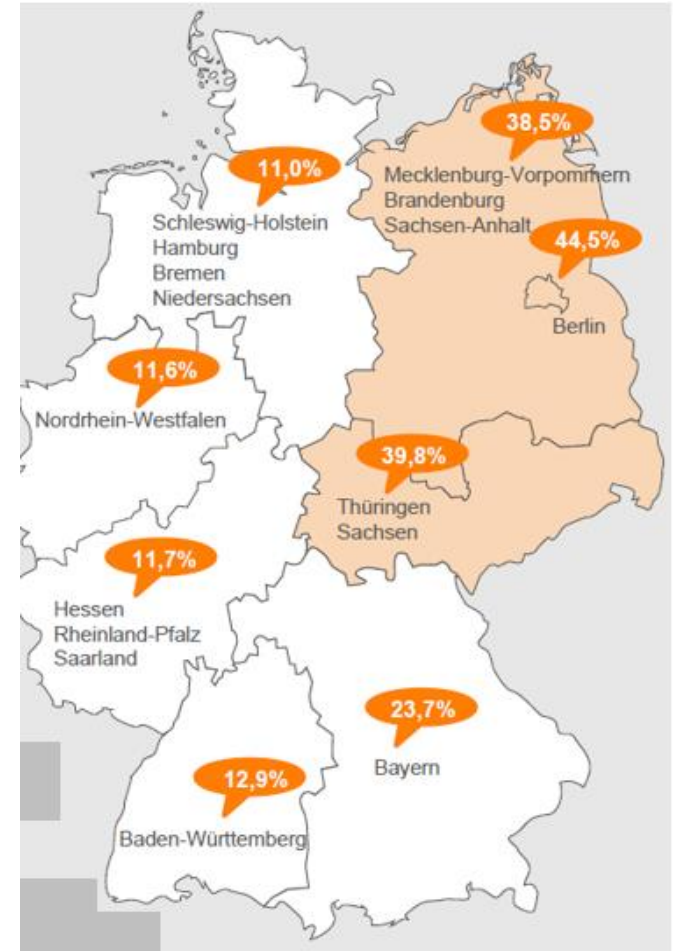 38,5%
Mecklenburg-Vorpommern
Brandenburg
Sachsen-Anhalt
11,0%
Schleswig-Holstein
Hamburg
Bremen
Niedersachsen
44,5%
Berlin
11,6%
Nordrhein-Westfalen
39,8%
Thüringen
Sachsen
11,7%
Hessen
Rheinland-Pfalz
Saarland
23,7%
Bayern
12,9%
Baden-Württemberg